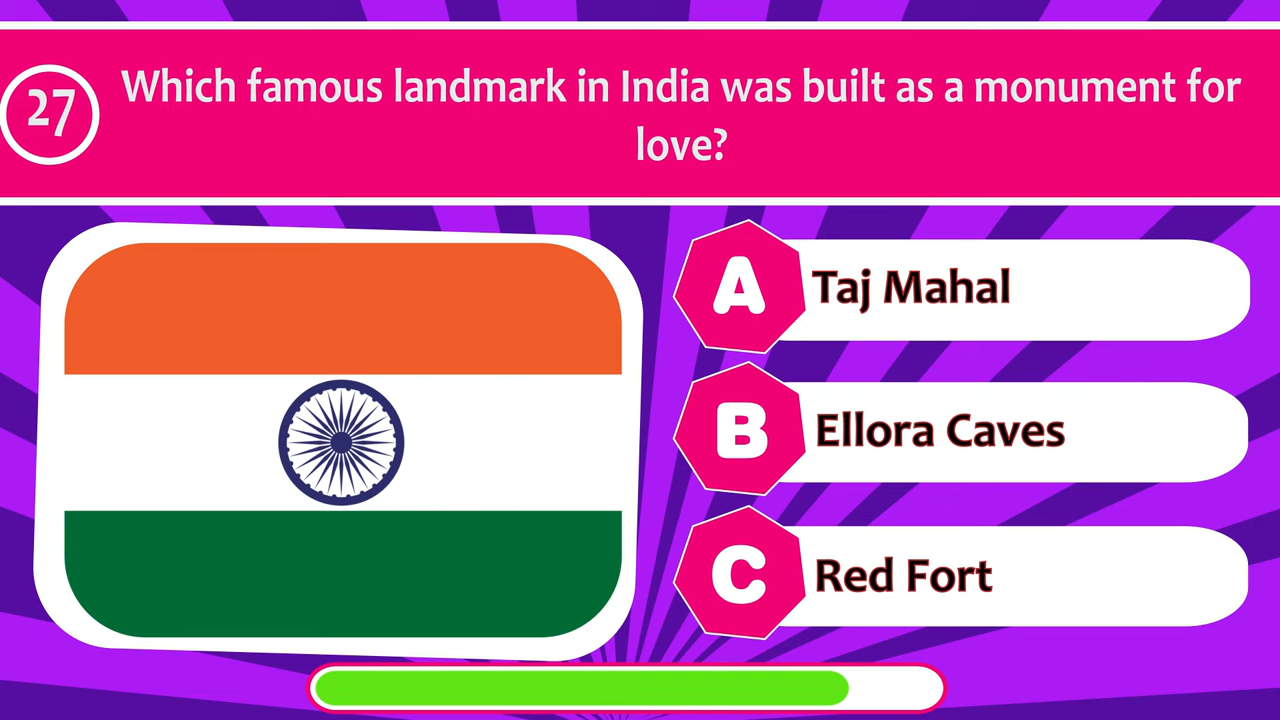 27
Which famous landmark in India was built as a monument for
love?
A
Taj Mahal
B
Ellora Caves
C
Red Fort